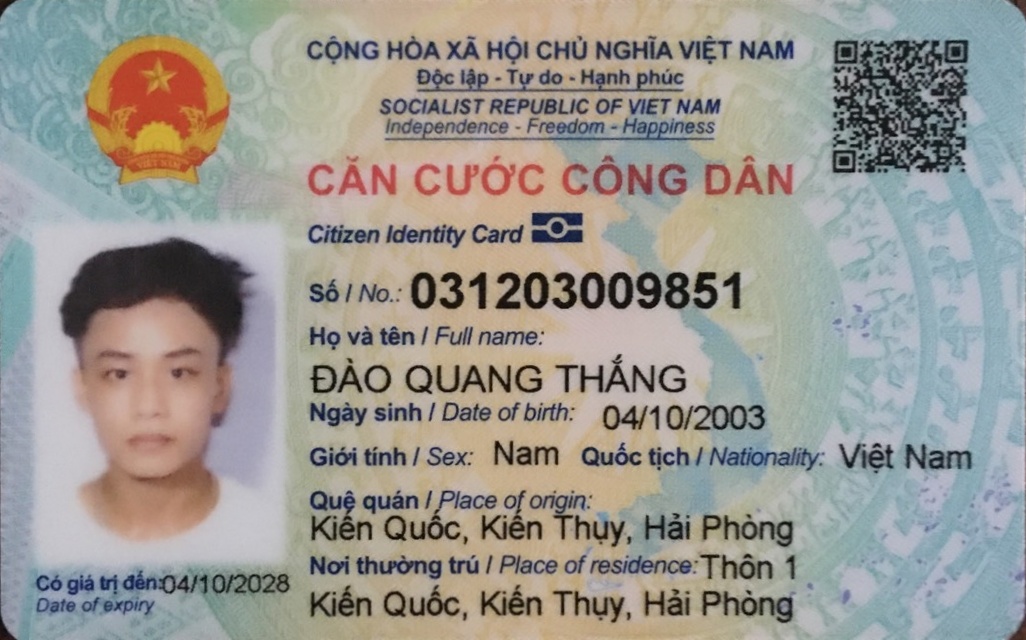 CỘNG HÒA XÃ HỘI CHỦ NGHĨA VIỆT NAM
Độc lập - Tự do - Hạnh phúc
SOCIALIST REPUBLIC OF VIET NAM
Independence - Freedom - Happiness
CĂN CƯỚC CÔNG DÂN
Citizen Identity Card
Số / No.: 031203009851
Họ và tên / Full name:
ĐÀO QUANG THẮNG
Ngày sinh / Date of birth: 04/10/2003
Giới tính / Sex: Nam Quốc tịch / Nationality: Việt Nam
Quê quán / Place of origin:
Kiến Quốc, Kiến Thụy, Hải Phòng
Nơi thường trú / Place of residence: Thôn 1
Kiến Quốc, Kiến Thụy, Hải Phòng
Có giá trị đến: 04/10/2028
Date of expiry
VIỆT NAM